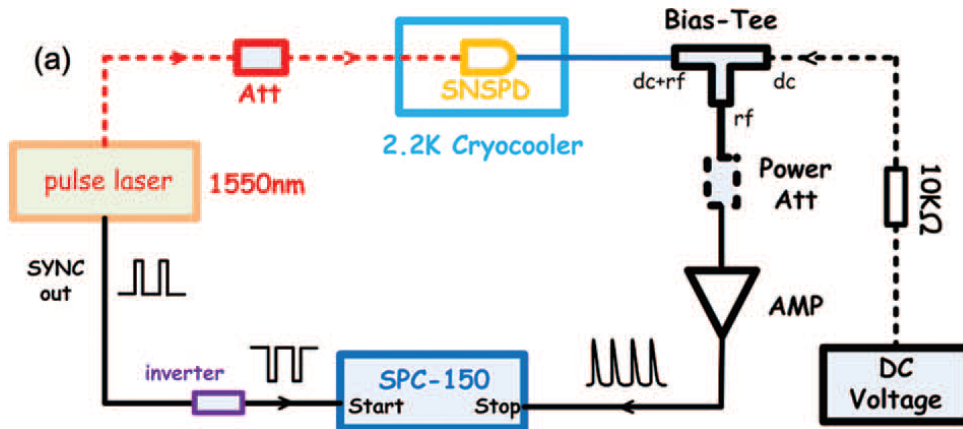 (a)
Att
SNSPD
2.2K Cryocooler
Bias-Tee
dc+rf
dc
rf
pulse laser
1550nm
Power
Att
10KΩ
SYNC
out
AMP
inverter
SPC-150
Start
Stop
DC
Voltage